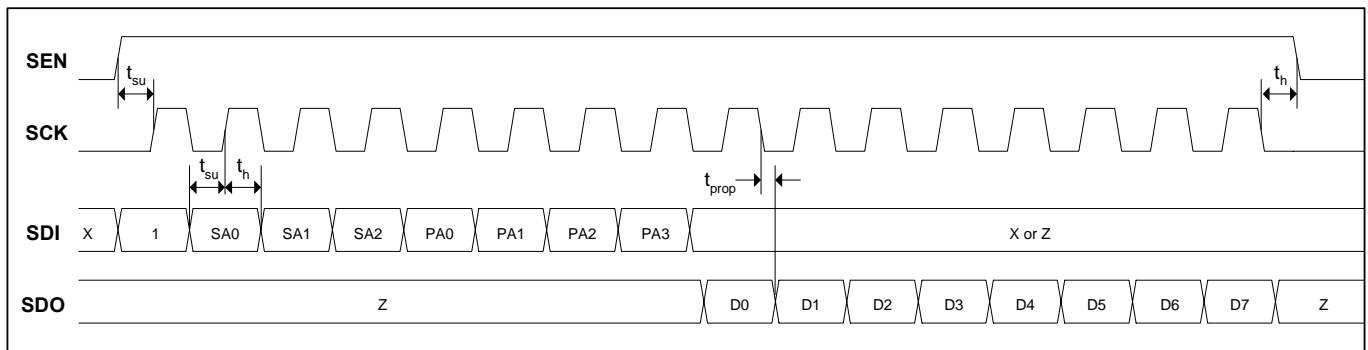 SEN
t_su
t_h
SCK
t_su
t_h
t_prop
SDI X 1 SA0 SA1 SA2 PA0 PA1 PA2 PA3 X or Z
SDO Z D0 D1 D2 D3 D4 D5 D6 D7 Z